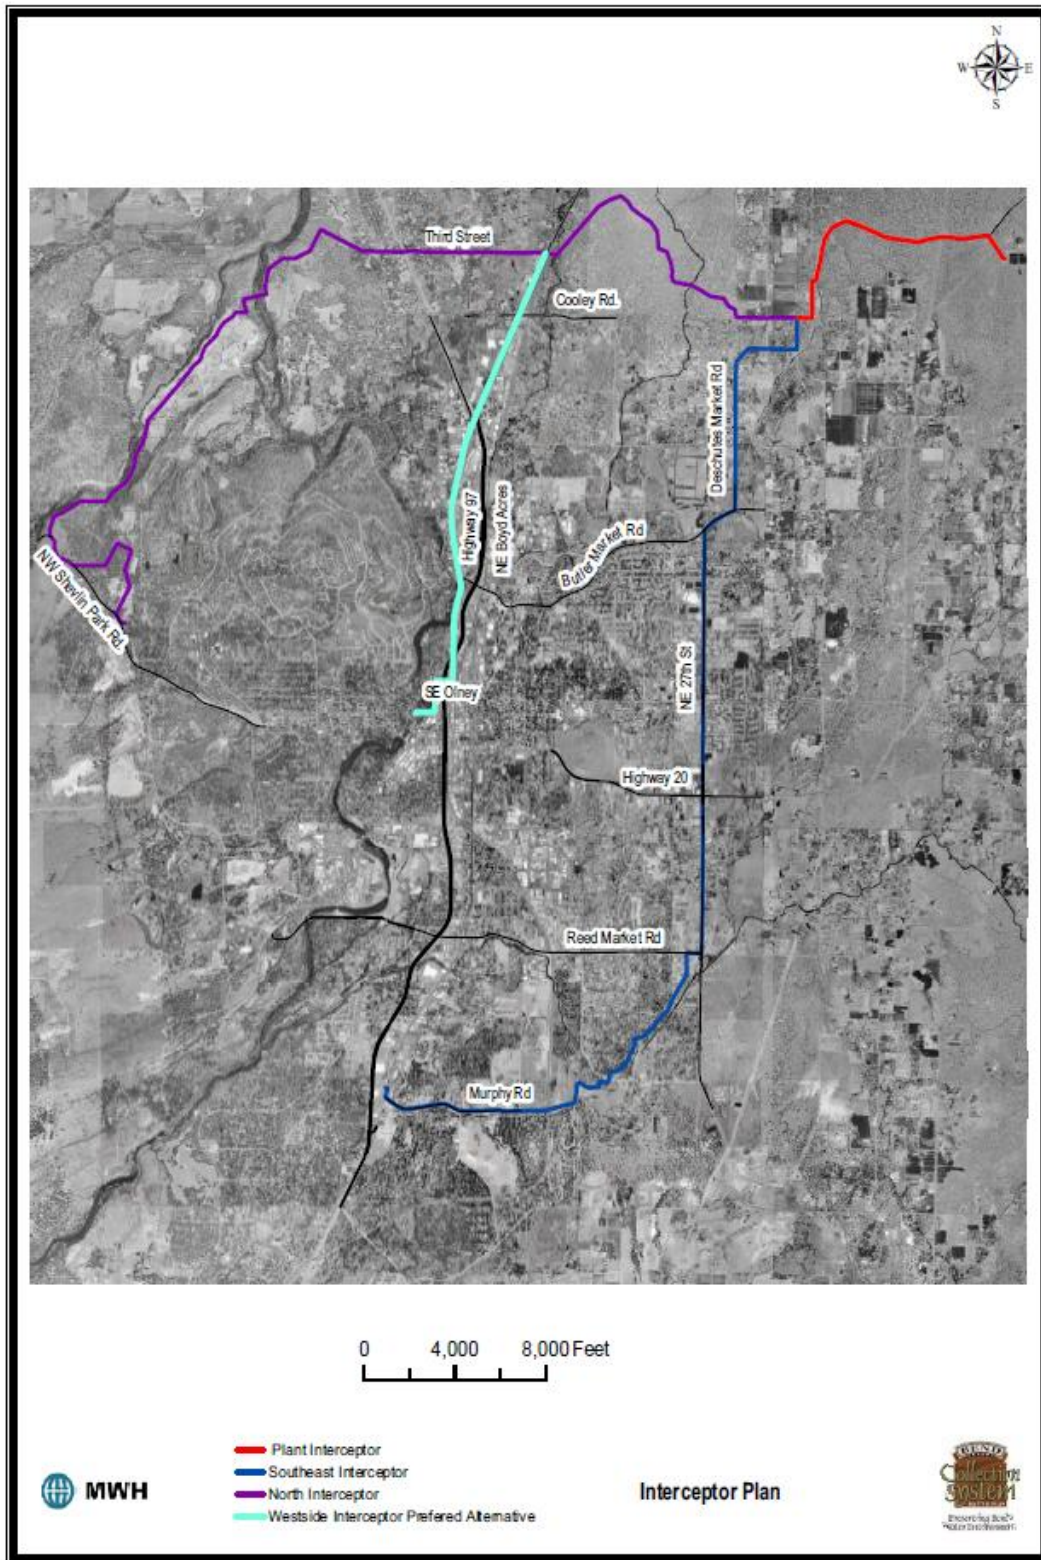 N
W E
S
Third Street
Cooley Rd.
Deschutes Market Rd
Highway 97
NE Boyd Acres
Butler Market Rd
NW Shevlin Park Rd.
NE 27th St
SE Olney
Highway 20
Reed Market Rd
Murphy Rd
0 4,000 8,000 Feet
Plant Interceptor
Southeast Interceptor
North Interceptor
Westside Interceptor Prefered Alternative
MWH
Interceptor Plan
Collection
System